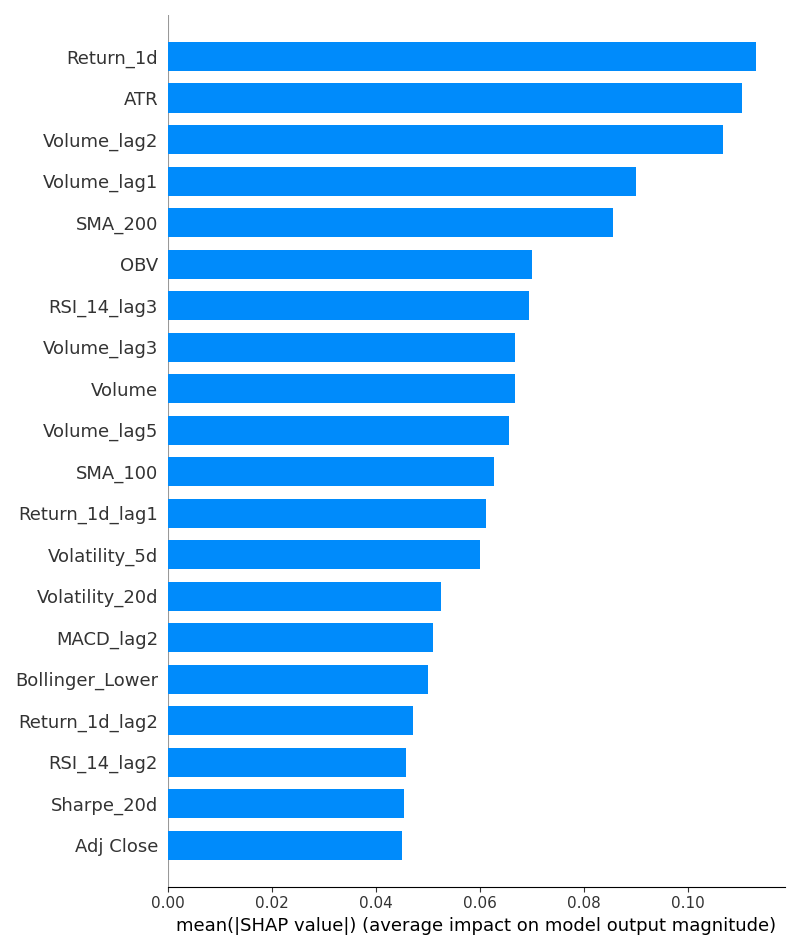 Return_1d
ATR
Volume_lag2
Volume_lag1
SMA_200
OBV
RSI_14_lag3
Volume_lag3
Volume
Volume_lag5
SMA_100
Return_1d_lag1
Volatility_5d
Volatility_20d
MACD_lag2
Bollinger_Lower
Return_1d_lag2
RSI_14_lag2
Sharpe_20d
Adj Close
0.00 0.02 0.04 0.06 0.08 0.10
mean(|SHAP value|) (average impact on model output magnitude)